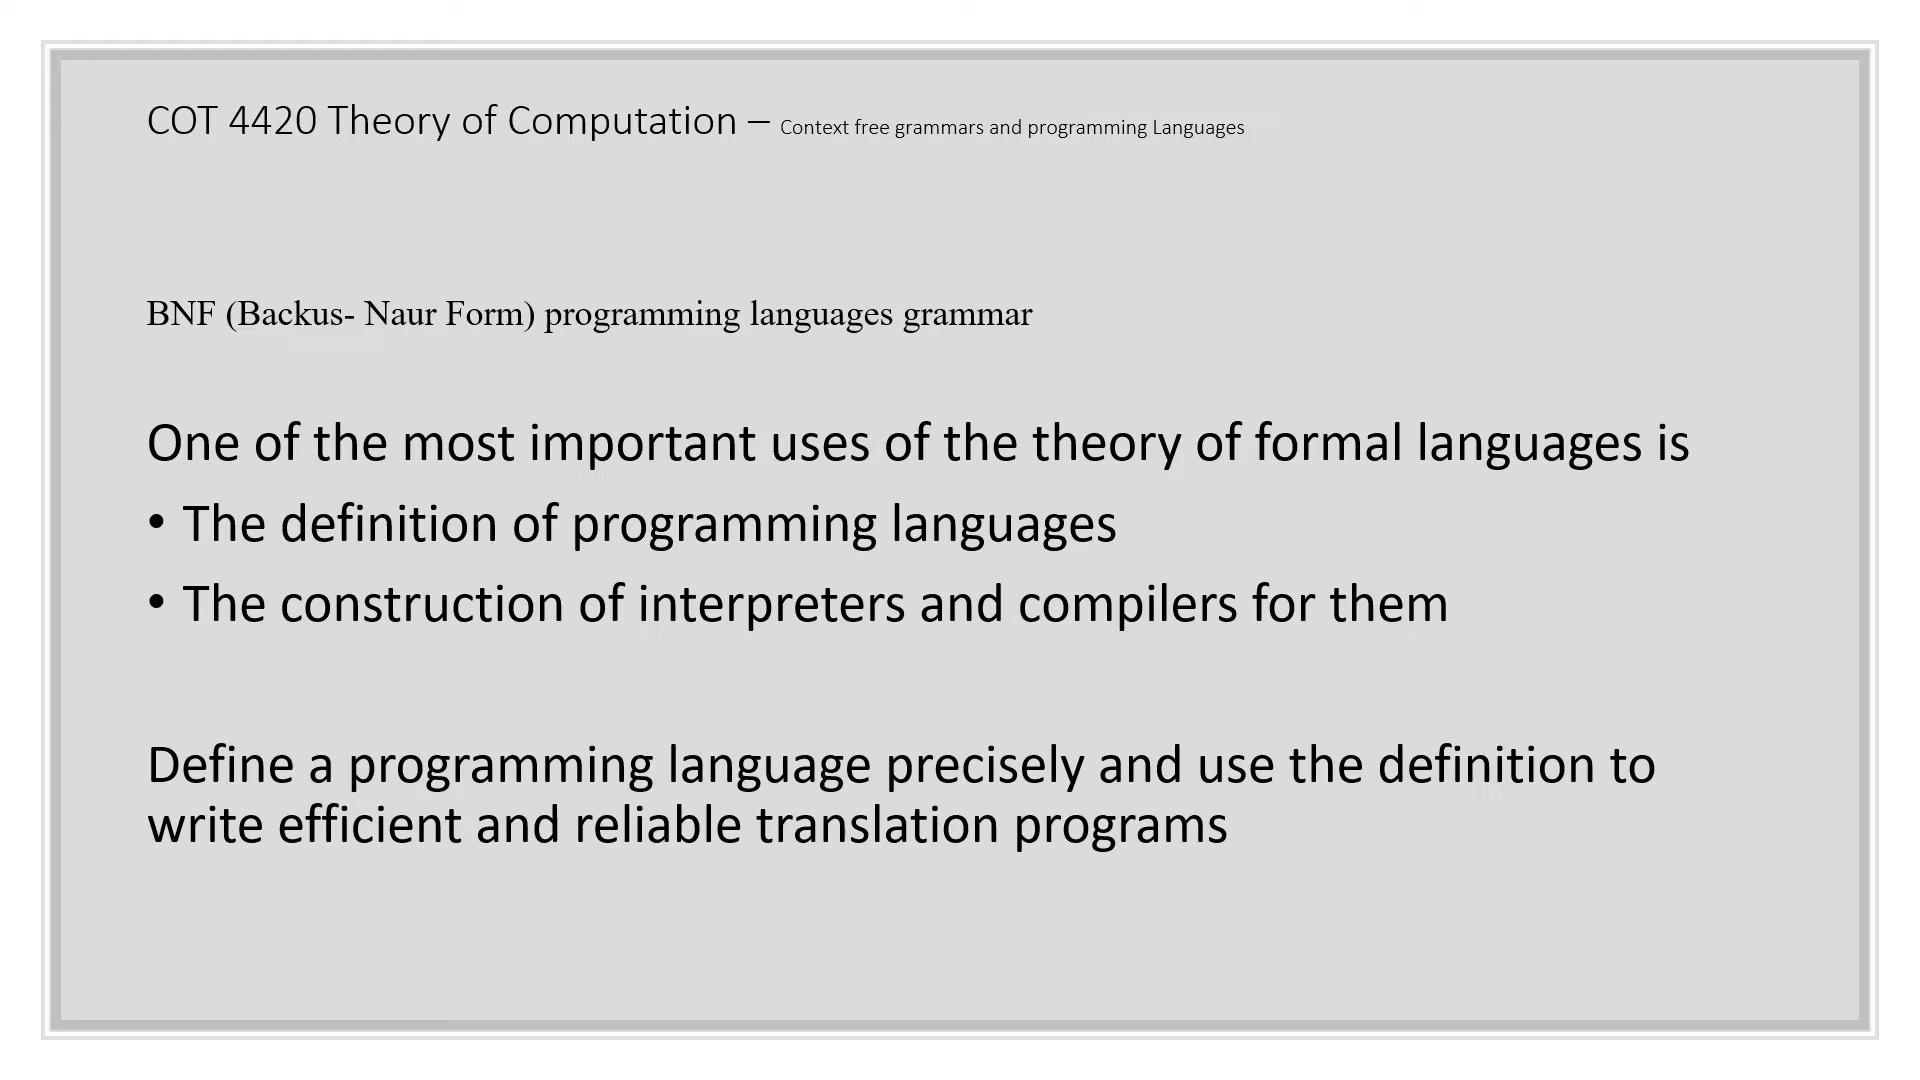 COT 4420 Theory of Computation – Context free grammars and programming Languages
BNF (Backus- Naur Form) programming languages grammar
One of the most important uses of the theory of formal languages is
• The definition of programming languages
• The construction of interpreters and compilers for them
Define a programming language precisely and use the definition to
write efficient and reliable translation programs